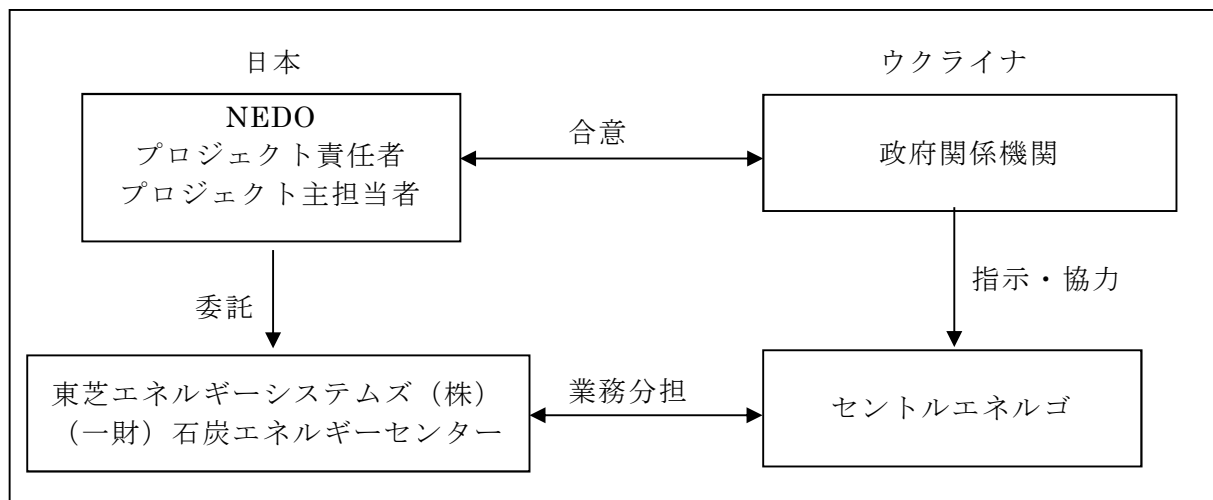 日本
ウクライナ
NEDO
プロジェクト責任者
プロジェクト主担当者
合意
政府関係機関
委託
指示・協力
東芝エネルギーシステムズ（株）
（一財）石炭エネルギーセンター
業務分担
セントルエネルゴ